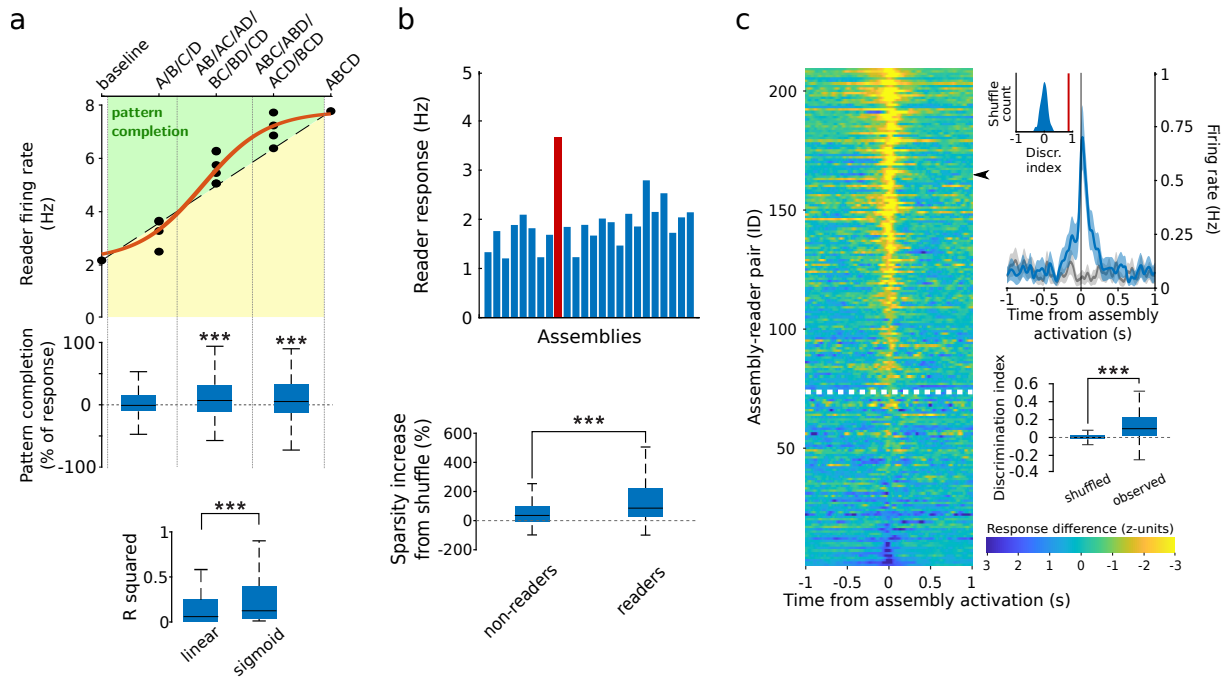 a
baseline
A/B/C/D
AB/AC/AD/
BC/BD/CD
ABC/ABD/
ACD/BCD
ABCD
pattern
completion
Reader firing rate
(Hz)
8
6
4
2
0
Pattern completion
(% of response)
100
0
-100
***
***
R squared
1
0.5
0
***
linear
sigmoid
b
Reader response (Hz)
5
4
3
2
1
0
Assemblies
Sparsity increase
from shuffle (%)
600
400
200
0
-200
***
non-readers
readers
c
Assembly-reader pair (ID)
200
150
100
50
-1
-0.5
0
0.5
1
Time from assembly activation (s)
Shuffle
count
-1
0
1
Discr.
index
Firing rate (Hz)
1
0.75
0.5
0.25
0
-1
-0.5
0
0.5
1
Time from assembly
activation (s)
Discrimination index
0.6
0.4
0.2
0
-0.2
-0.4
***
shuffled
observed
Response difference (z-units)
3
2
1
0
-1
-2
-3